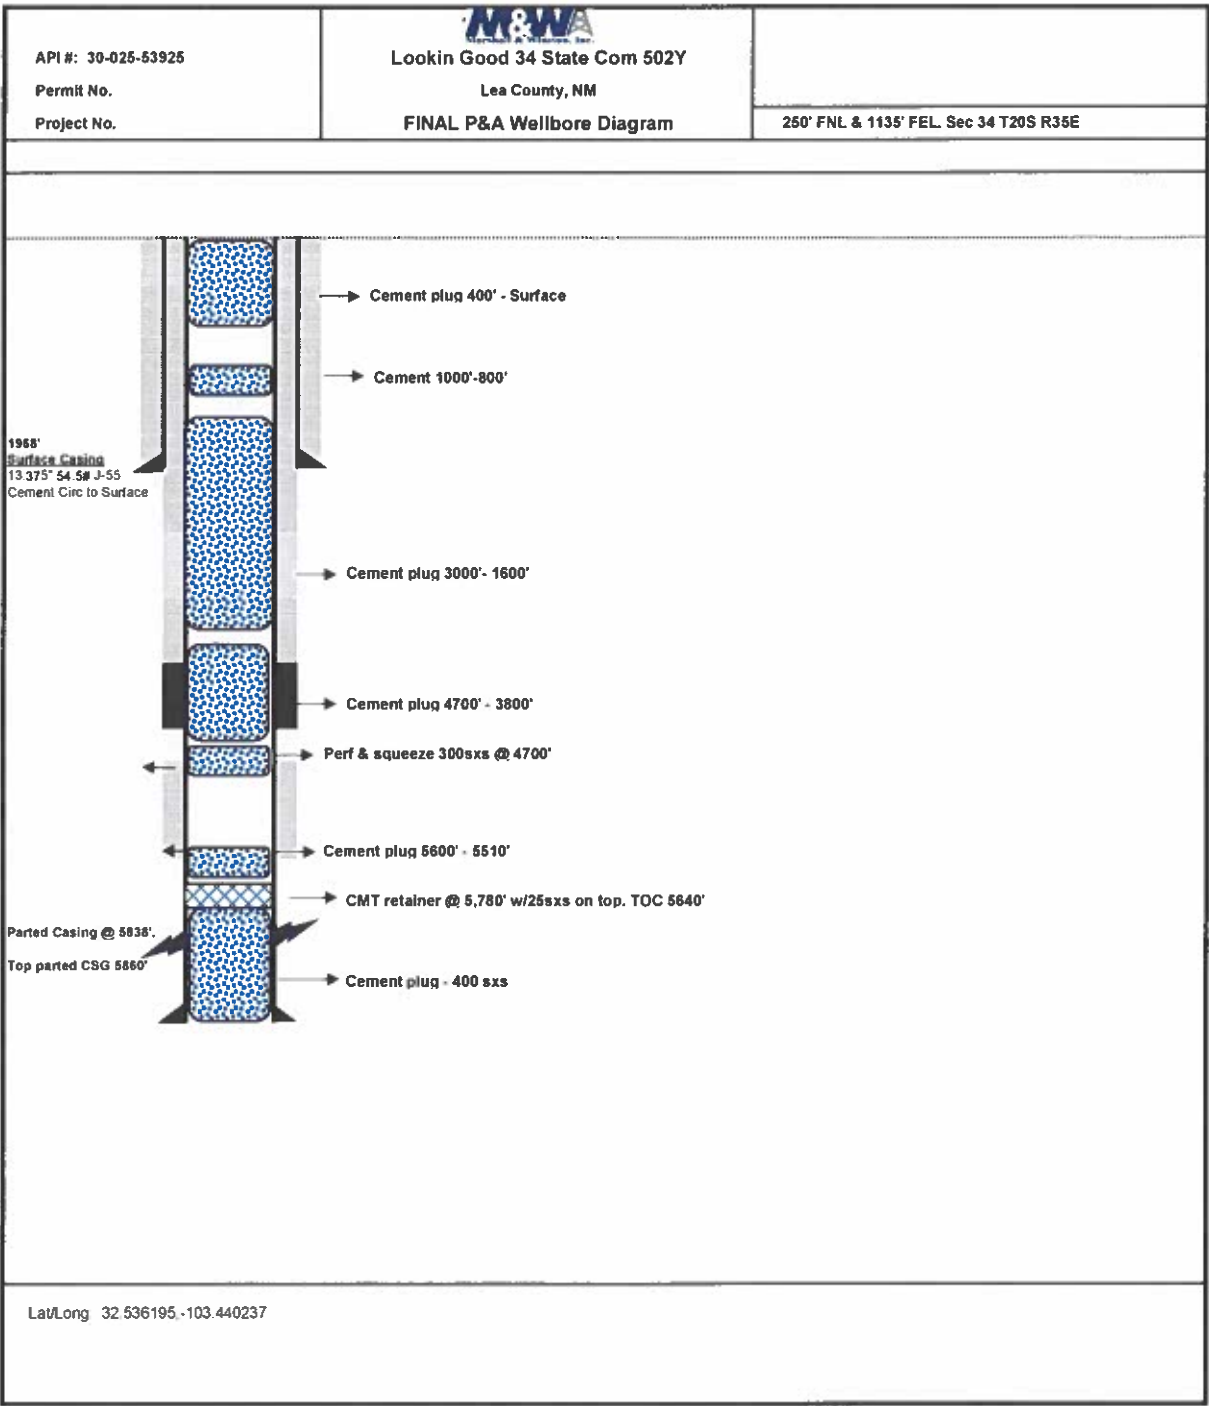 M&W
Marshall & Winston, Inc.
API #: 30-025-53925
Lookin Good 34 State Com 502Y
Permit No.
Lea County, NM
Project No.
FINAL P&A Wellbore Diagram
250' FNL & 1135' FEL. Sec 34 T20S R35E
Cement plug 400' - Surface
Cement 1000'-800'
1968'
Surface Casing
13.375" 54.5# J-55
Cement Circ to Surface
Cement plug 3000'- 1600'
Cement plug 4700' - 3800'
Perf & squeeze 300sxs @ 4700'
Cement plug 5600' - 5510'
CMT retainer @ 5,780' w/25sxs on top. TOC 5640'
Parted Casing @ 5838'.
Top parted CSG 5860'
Cement plug - 400 sxs
Lat/Long 32.536195,-103.440237